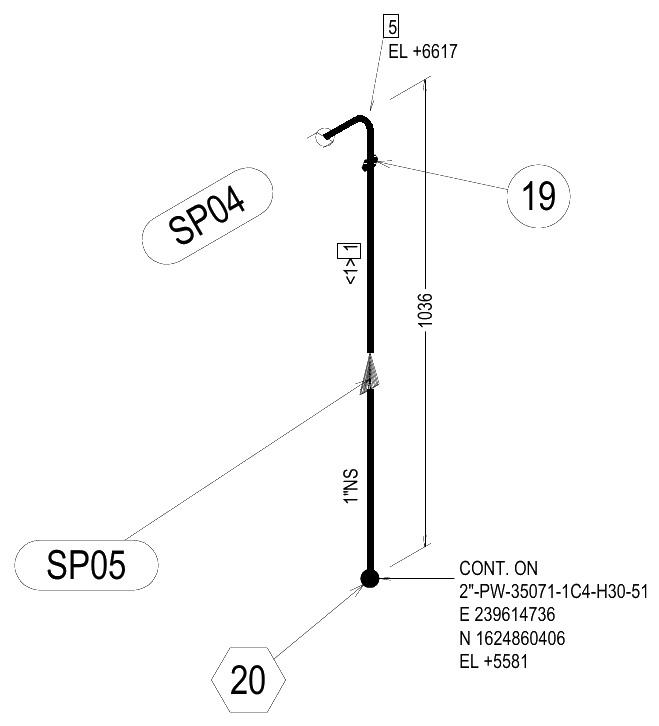 5
EL +6617
19
SP04
<1> 1
1036
1"NS
SP05
CONT. ON
2"-PW-35071-1C4-H30-51
E 239614736
N 1624860406
EL +5581
20